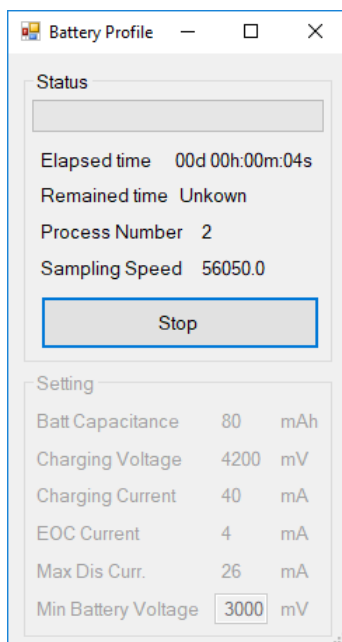 Battery Profile
Status
Elapsed time 00d 00h:00m:04s
Remained time Unkown
Process Number 2
Sampling Speed 56050.0
Stop
Setting
Batt Capacitance 80 mAh
Charging Voltage 4200 mV
Charging Current 40 mA
EOC Current 4 mA
Max Dis Curr. 26 mA
Min Battery Voltage 3000 mV